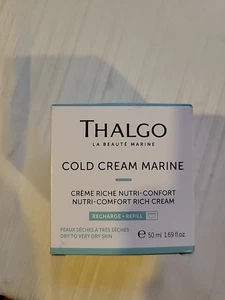 THALGO
LA BEAUTÉ MARINE
COLD CREAM MARINE
CRÈME RICHE NUTRI-CONFORT
NUTRI-COMFORT RICH CREAM
RECHARGE • REFILL
PEAUX SÈCHES À TRÈS SÈCHES
DRY TO VERY DRY SKIN
℮ 50 ml 1.69 fl.oz.